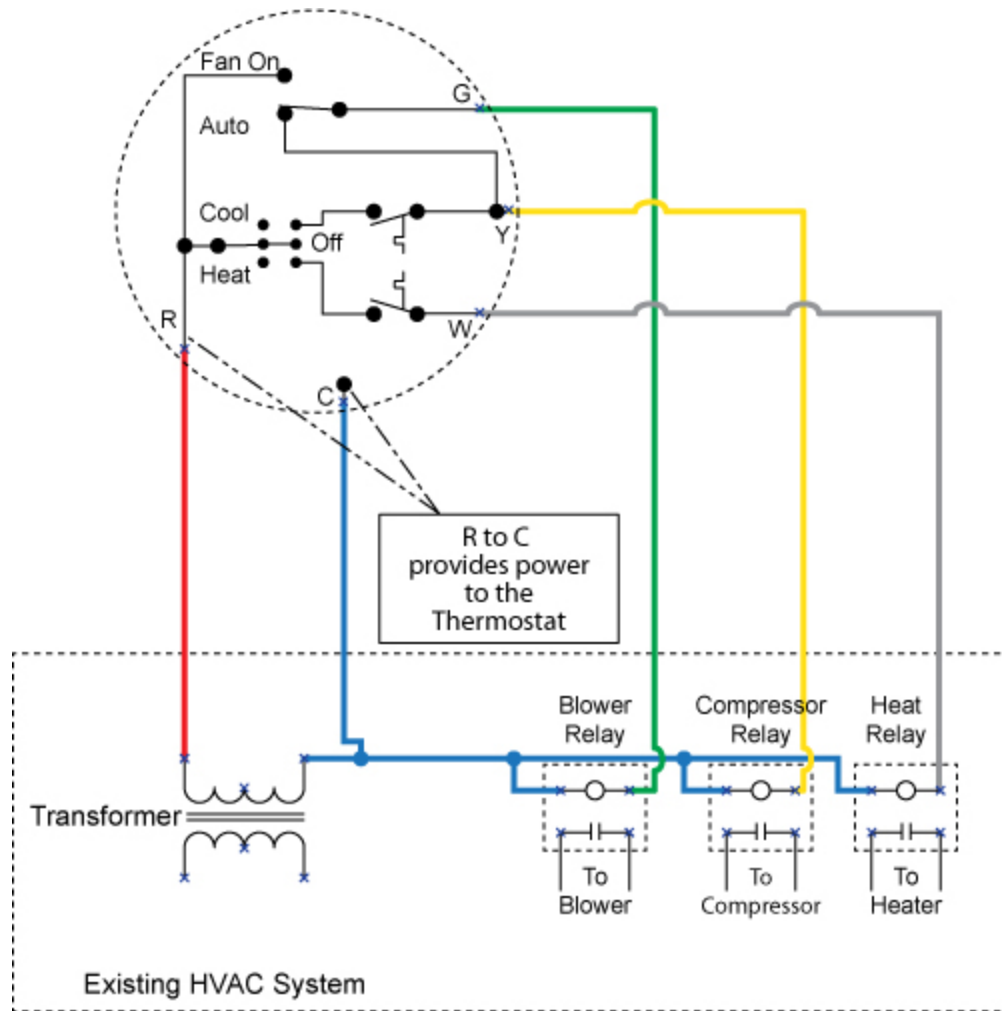 Fan On
G
Auto
Cool
Off
Y
Heat
R
W
C
R to C
provides power
to the
Thermostat
Blower
Relay
Compressor
Relay
Heat
Relay
Transformer
To
Blower
To
Compressor
To
Heater
Existing HVAC System